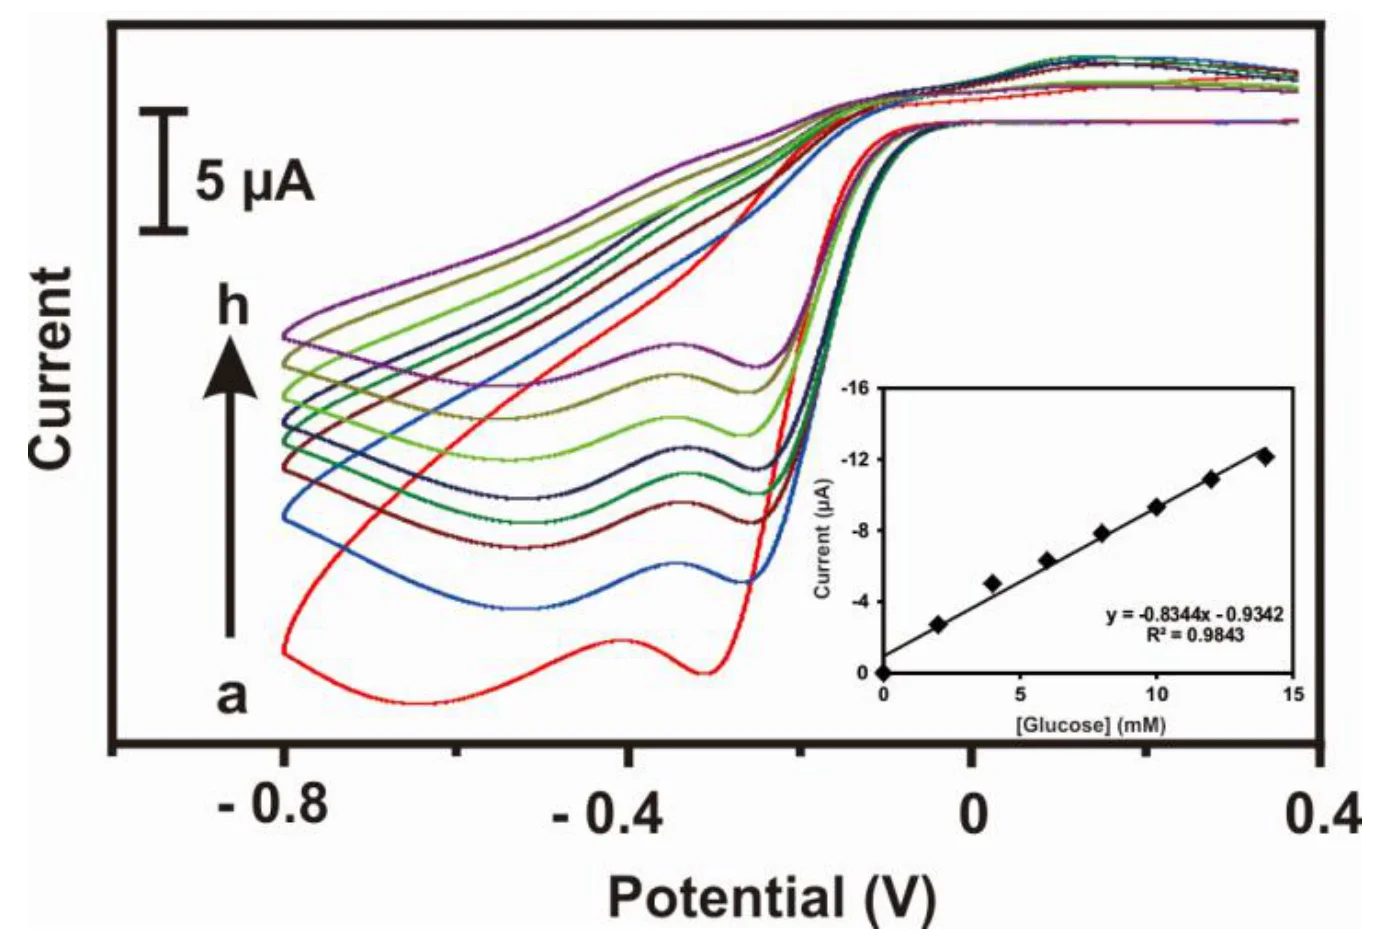 5 µA
h
a
Current
- 0.8
- 0.4
0
0.4
Potential (V)
-16
-12
-8
-4
0
Current (µA)
y = -0.8344x - 0.9342
R² = 0.9843
0
5
10
15
[Glucose] (mM)